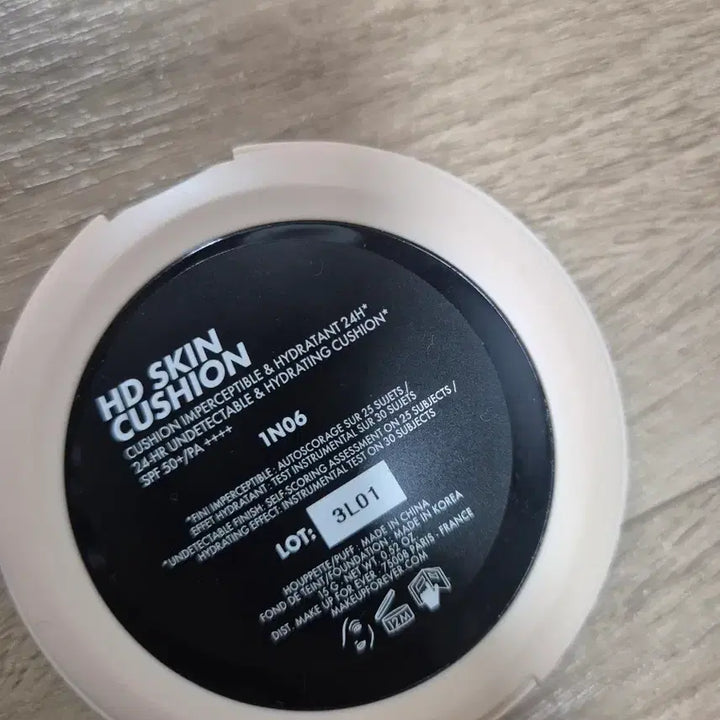 HD SKIN
CUSHION
CUSHION IMPERCEPTIBLE & HYDRATANT 24H*
24-HR UNDETECTABLE & HYDRATING CUSHION*
SPF 50+/PA ++++
1N06
*FINI IMPERCEPTIBLE : AUTOSCORAGE SUR 25 SUJETS /
EFFET HYDRATANT : TEST INSTRUMENTAL SUR 30 SUJETS
*UNDETECTABLE FINISH: SELF-SCORING ASSESSMENT ON 25 SUBJECTS /
HYDRATING EFFECT: INSTRUMENTAL TEST ON 30 SUBJECTS
LOT: 3L01
HOUPPETTE/PUFF : MADE IN CHINA
FOND DE TEINT/FOUNDATION : MADE IN KOREA
15 G - NET WT 0.52 OZ
DIST. MAKE UP FOR EVER - 75008 PARIS - FRANCE
MAKEUPFOREVER.COM
12M